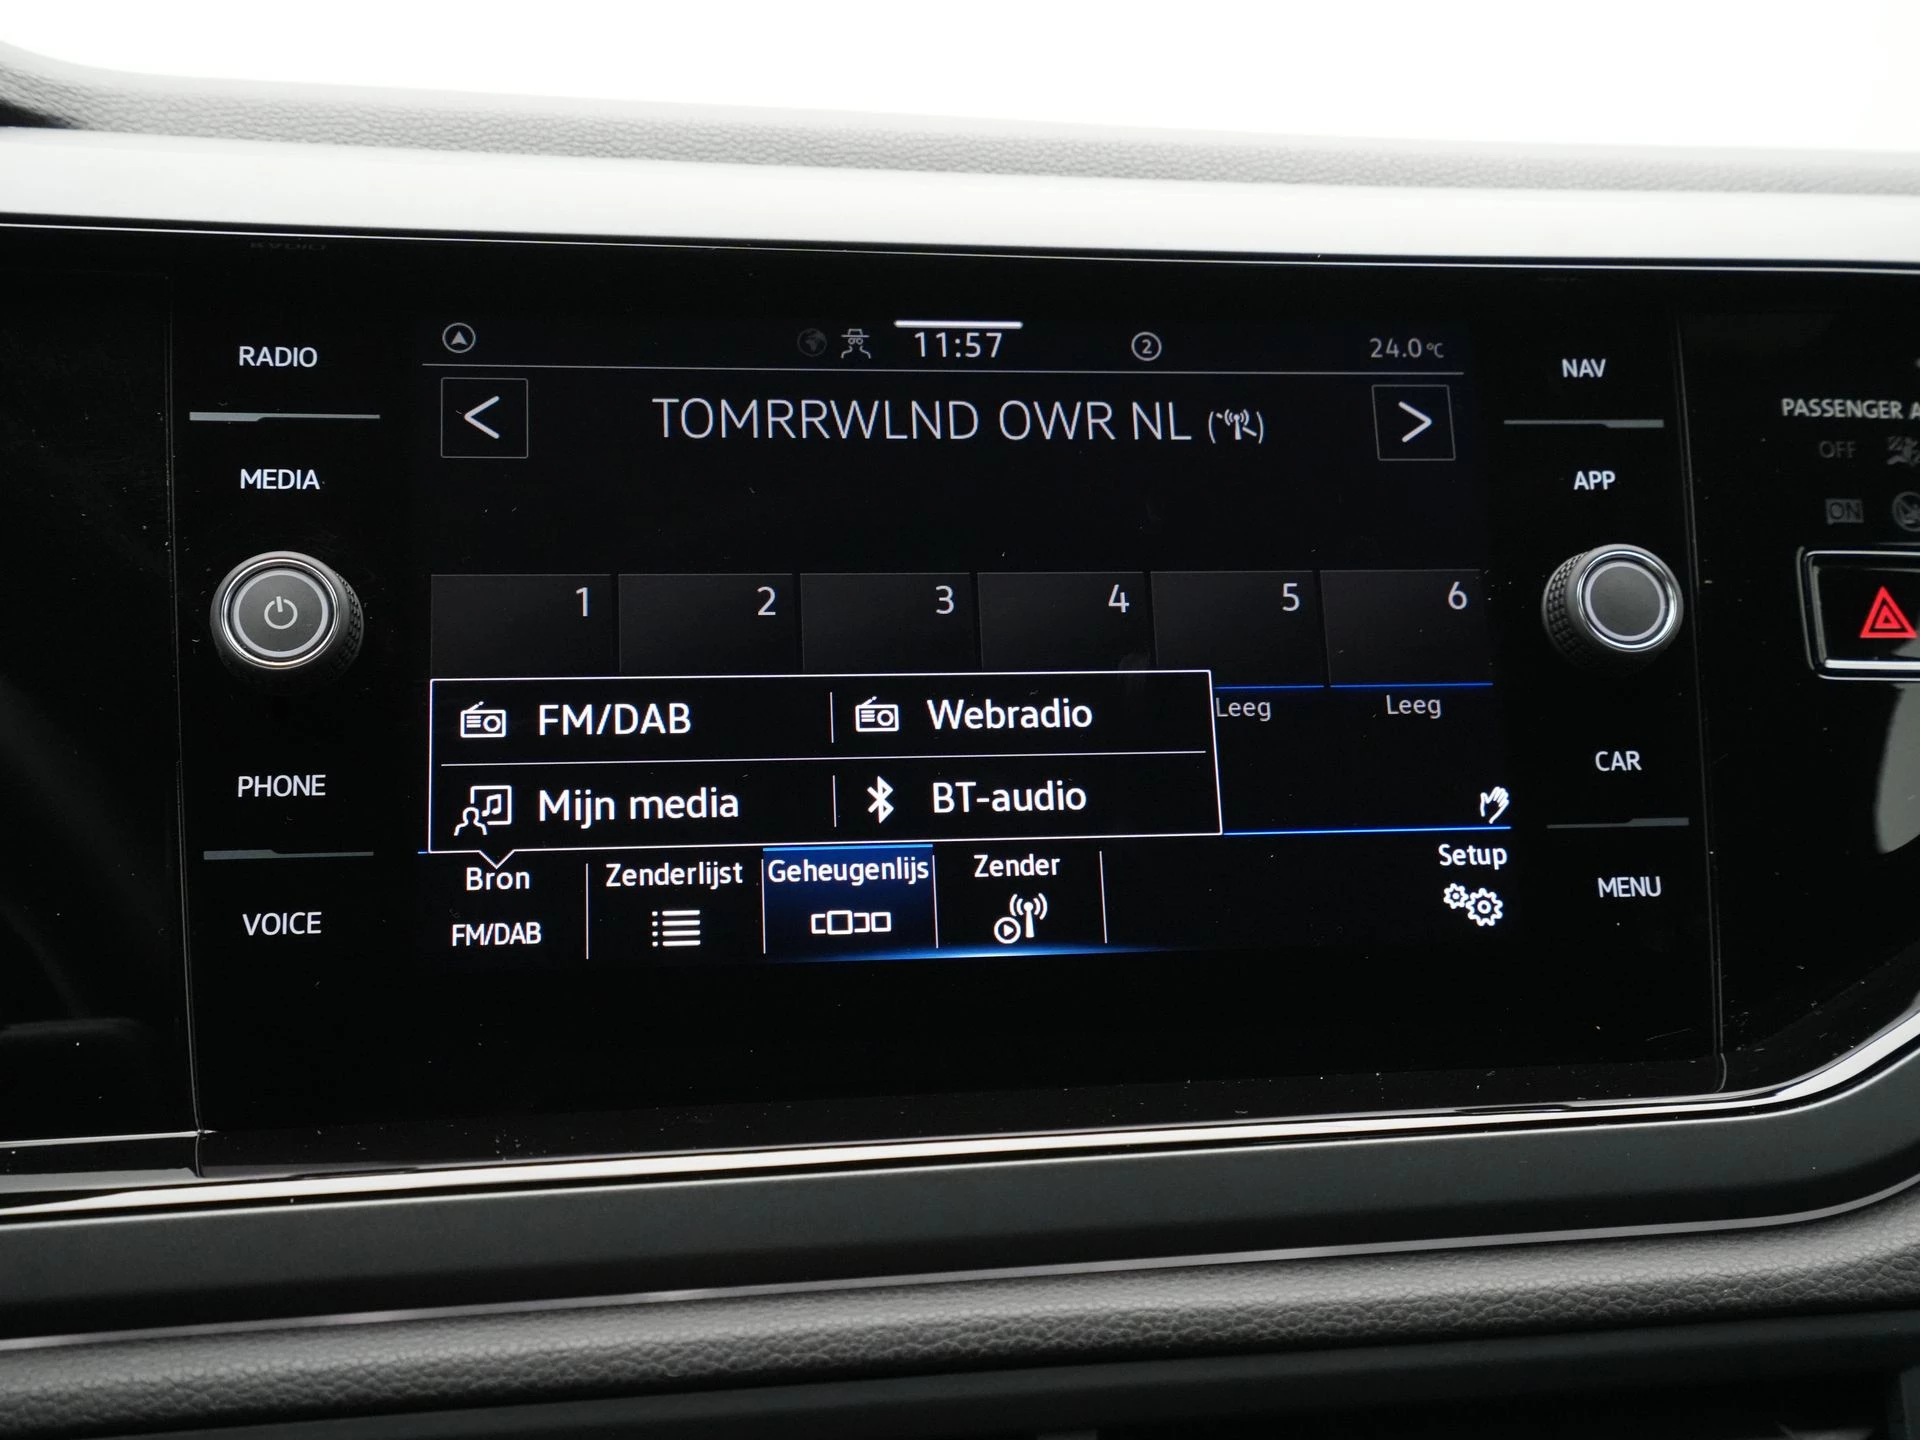 RADIO
MEDIA
PHONE
VOICE
11:57
2
24.0°C
<
TOMRRWLND OWR NL
>
1
2
3
4
5
6
FM/DAB
Webradio
Mijn media
BT-audio
Leeg
Leeg
Bron
FM/DAB
Zenderlijst
Geheugenlijs
Zender
Setup
NAV
APP
CAR
MENU
PASSENGER A
OFF
ON